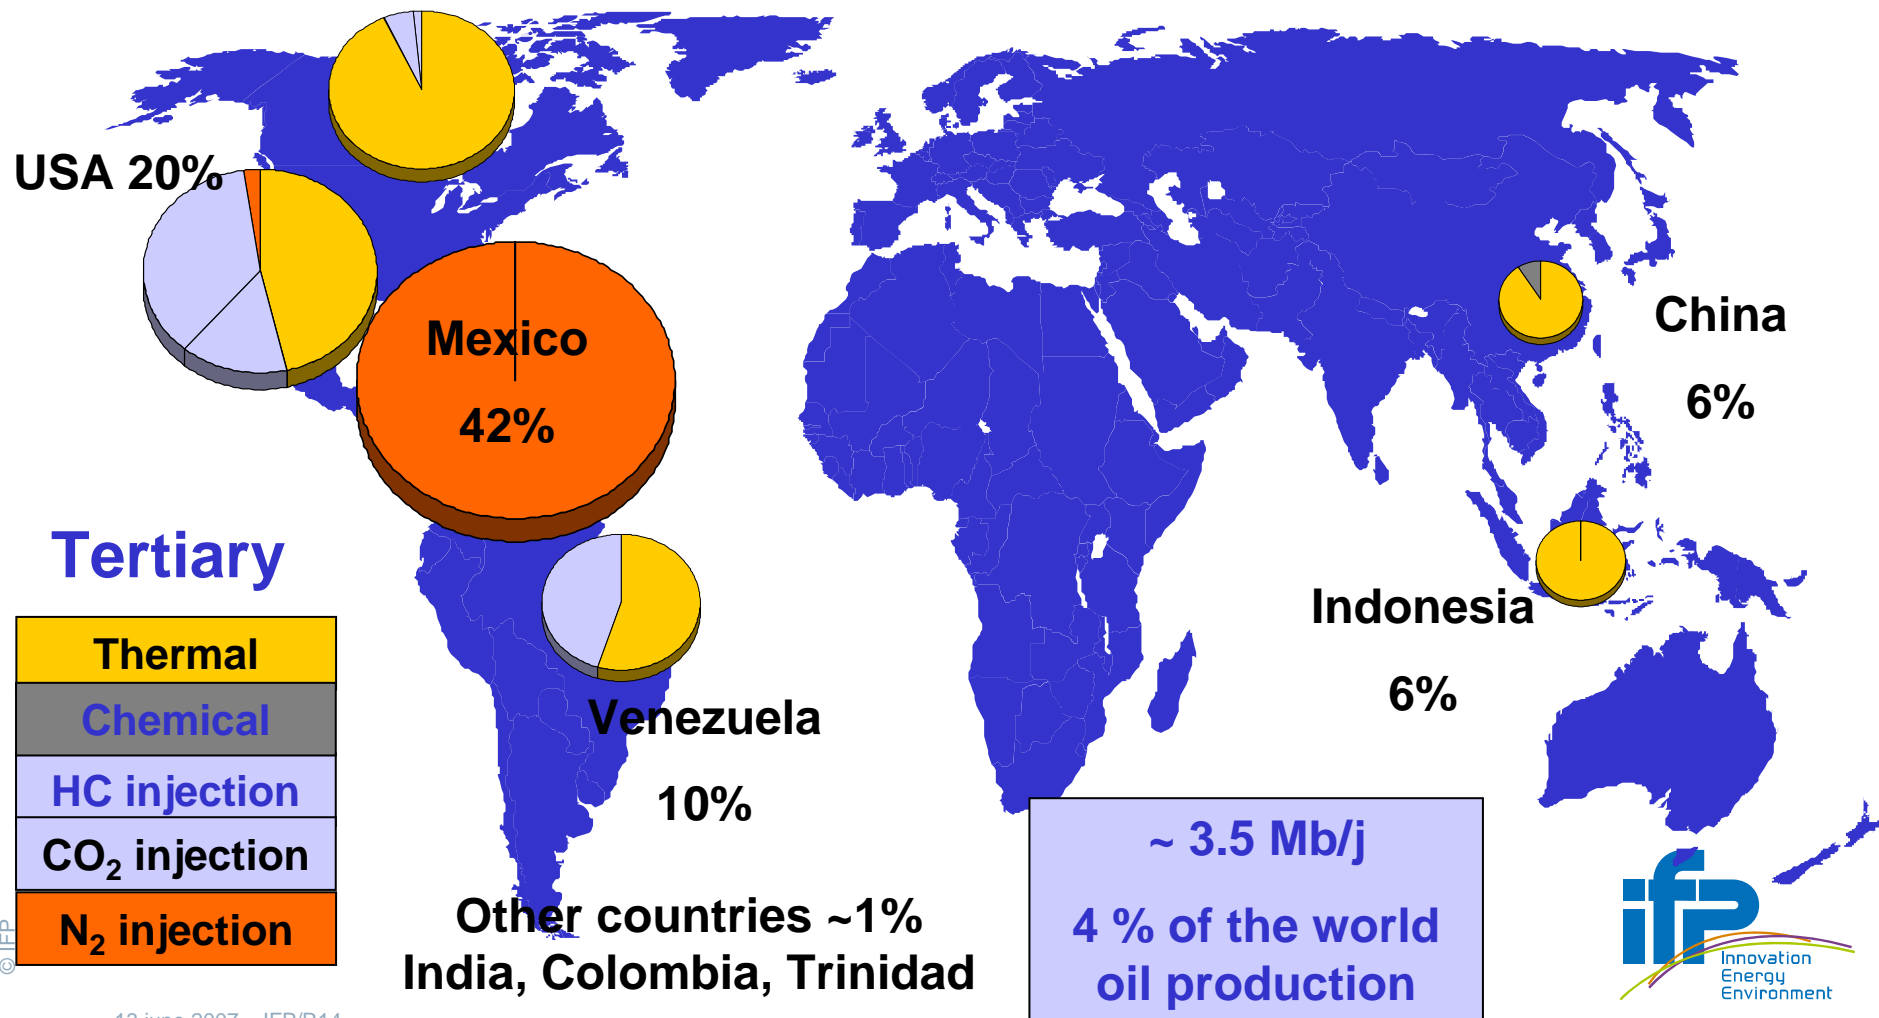 USA 20%
Mexico
42%
China
6%
Tertiary
Thermal
Chemical
HC injection
CO₂ injection
N₂ injection
Indonesia
6%
Venezuela
10%
Other countries ~1%
India, Colombia, Trinidad
~ 3.5 Mb/j
4 % of the world
oil production
ifp
Innovation
Energy
Environment
© IFP